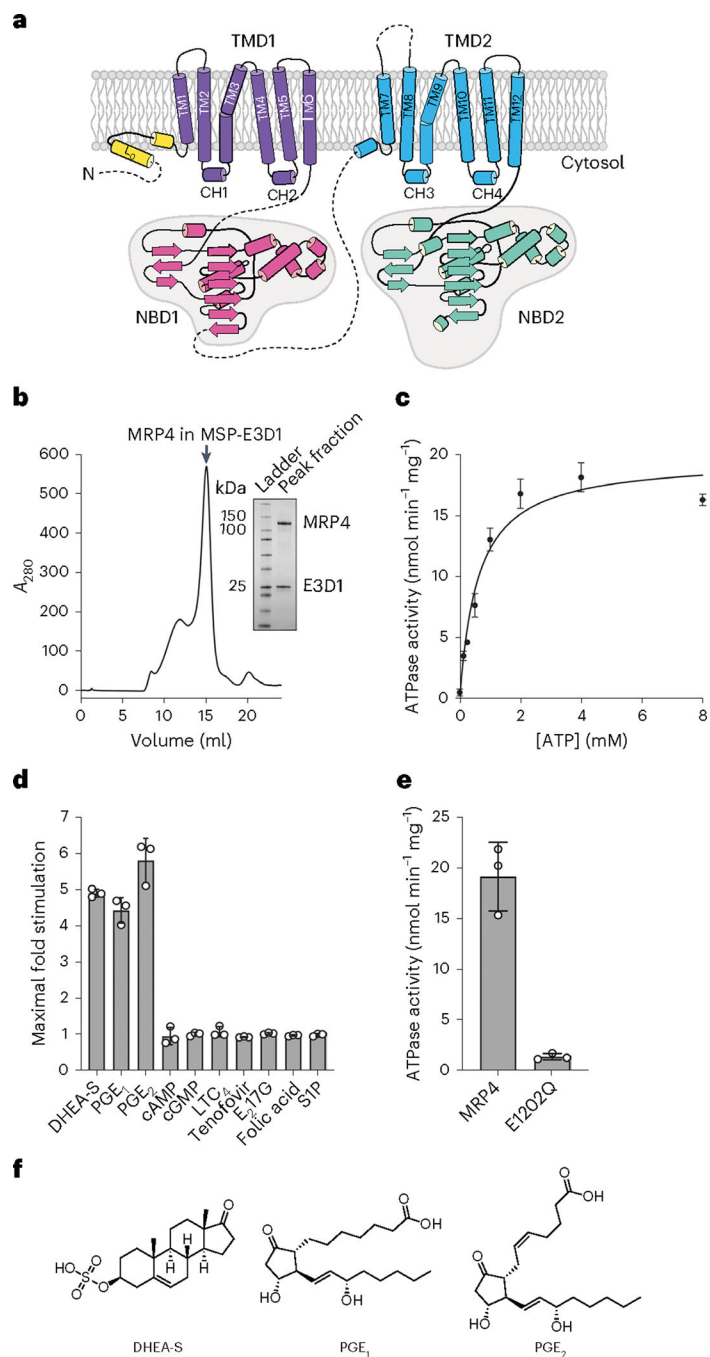 a
TMD1
TMD2
TM1
TM2
TM3
TM4
TM5
TM6
TM7
TM8
TM9
TM10
TM11
TM12
L0
N
Cytosol
CH1
CH2
CH3
CH4
NBD1
NBD2
b
MRP4 in MSP-E3D1
600
500
400
300
200
100
0
A280
0 5 10 15 20
Volume (ml)
kDa
Ladder
Peak fraction
150
100
25
MRP4
E3D1
c
20
15
10
5
0
ATPase activity (nmol min−1 mg−1)
0 2 4 6 8
[ATP] (mM)
d
7
6
5
4
3
2
1
0
Maximal fold stimulation
DHEA-S
PGE1
PGE2
cAMP
cGMP
LTC4
Tenofovir
E217G
Folic acid
S1P
e
25
20
15
10
5
0
ATPase activity (nmol min−1 mg−1)
MRP4
E1202Q
f
O
O
O
HO
S
O
H
H
H
DHEA-S
O
O
OH
HO
OH
PGE1
O
OH
O
HO
OH
PGE2